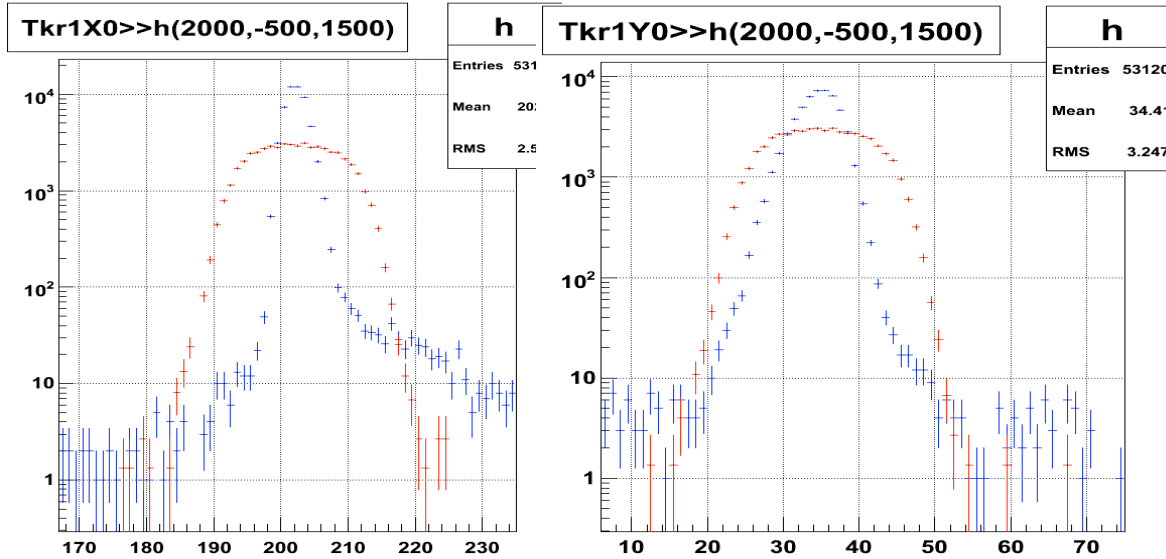 Tkr1X0>>h(2000,-500,1500)
h
Entries 531
Mean
RMS 2.5
10⁴
10³
10²
10
1
170 180 190 200 210 220 230
Tkr1Y0>>h(2000,-500,1500)
h
Entries 53120
Mean 34.41
RMS 3.247
10⁴
10³
10²
10
1
10 20 30 40 50 60 70